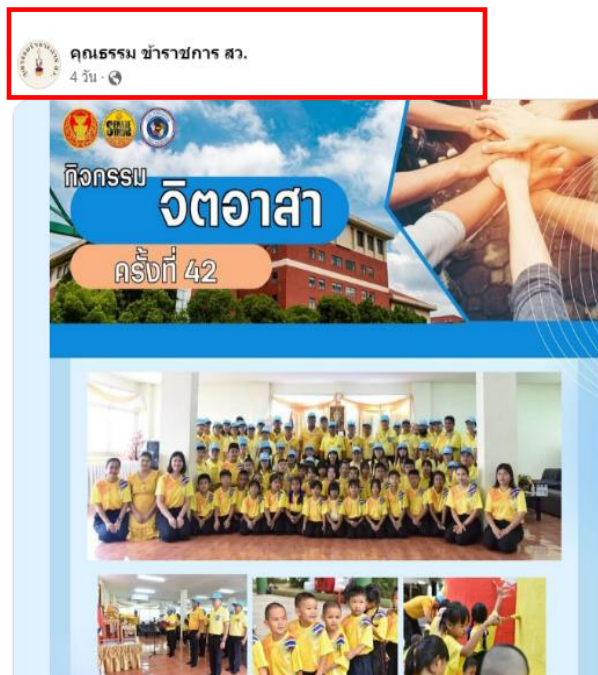 คุณธรรม ข้าราชการ สว.
4 วัน ·
SENATE
กิจกรรม
จิตอาสา
ครั้งที่ 42